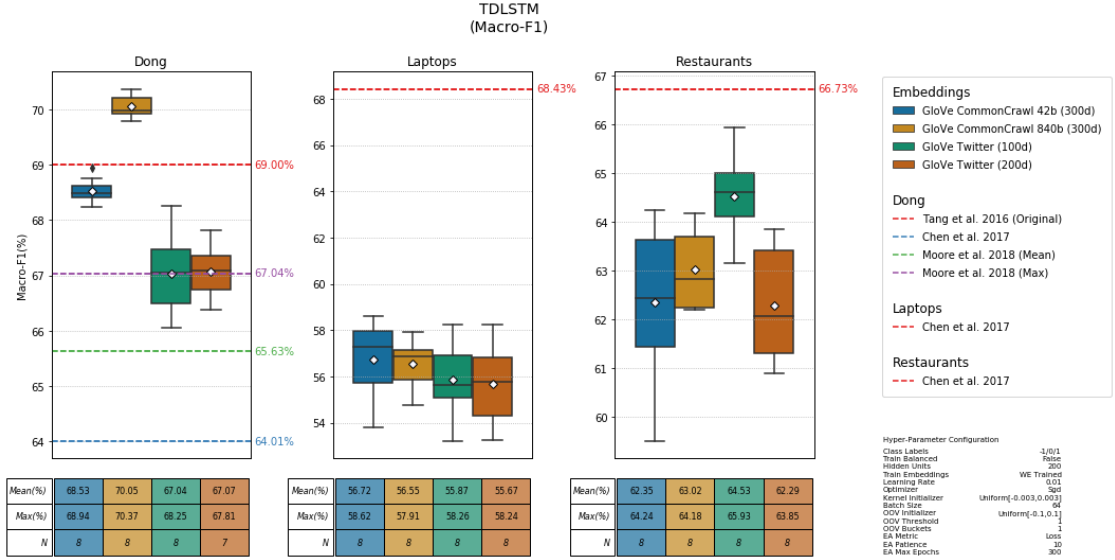 TDLSTM
(Macro-F1)
Dong
Laptops
Restaurants
Macro-F1(%)
70
69
68
67
66
65
64
69.00%
67.04%
65.63%
64.01%
68
66
64
62
60
58
56
54
68.43%
67
66
65
64
63
62
61
60
66.73%
Embeddings
GloVe CommonCrawl 42b (300d)
GloVe CommonCrawl 840b (300d)
GloVe Twitter (100d)
GloVe Twitter (200d)
Dong
Tang et al. 2016 (Original)
Chen et al. 2017
Moore et al. 2018 (Mean)
Moore et al. 2018 (Max)
Laptops
Chen et al. 2017
Restaurants
Chen et al. 2017
Mean(%) 68.53 70.05 67.04 67.07
Max(%) 68.94 70.37 68.25 67.81
N 8 8 8 7
Mean(%) 56.72 56.55 55.87 55.67
Max(%) 58.62 57.91 58.26 58.24
N 8 8 8 8
Mean(%) 62.35 63.02 64.53 62.29
Max(%) 64.24 64.18 65.93 63.85
N 8 8 8 8
Hyper-Parameter Configuration
Class Labels -1/0/1
Train Balanced False
Hidden Units 200
Train Embeddings WE Trained
Learning Rate 0.01
Optimizer Sgd
Kernel Initializer Uniform[-0.003,0.003]
Batch Size 64
OOV Initializer Uniform[-0.1,0.1]
OOV Threshold 1
OOV Buckets 1
EA Metric Loss
EA Patience 10
EA Max Epochs 300